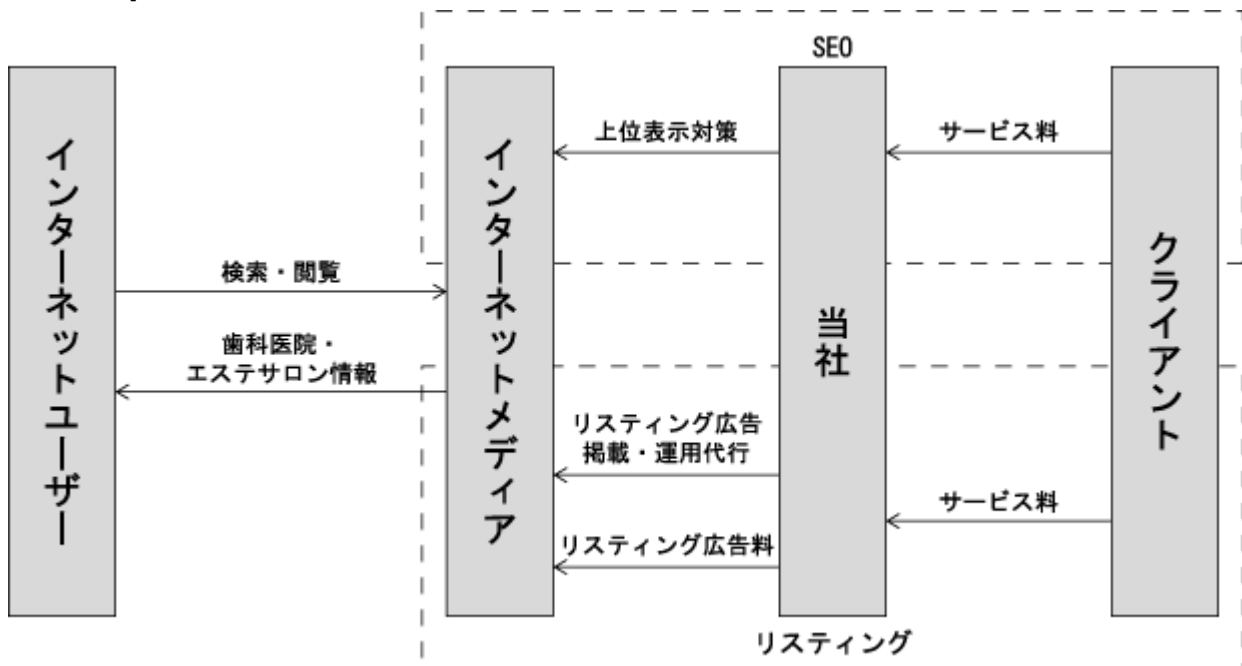 SEO
インターネットユーザー
インターネットメディア
当社
クライアント
上位表示対策
サービス料
検索・閲覧
歯科医院・
エステサロン情報
リスティング広告
掲載・運用代行
サービス料
リスティング広告料
リスティング